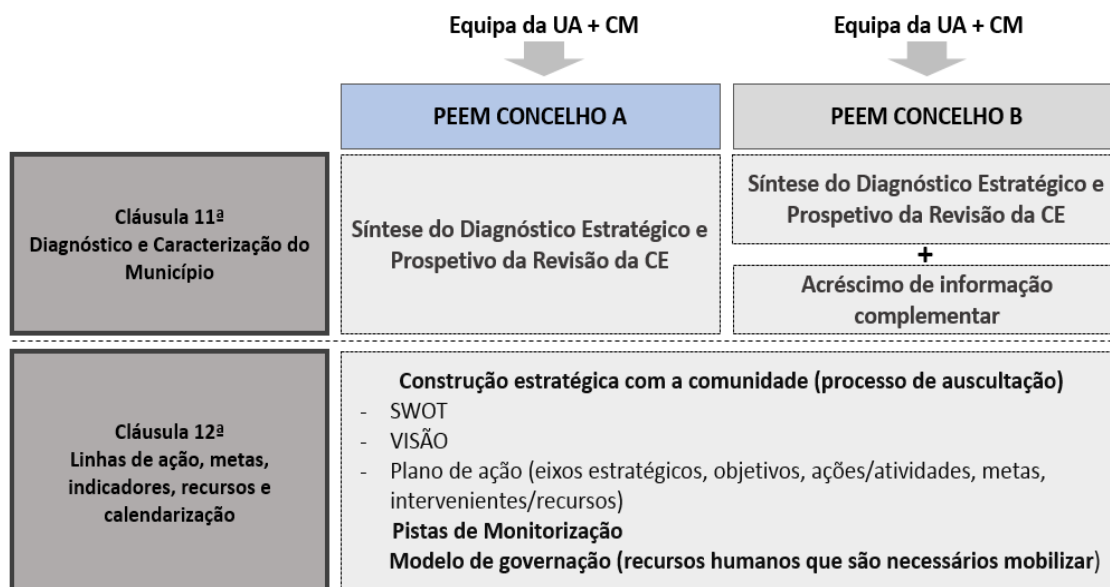 Equipa da UA + CM
Equipa da UA + CM
PEEM CONCELHO A
PEEM CONCELHO B
Cláusula 11ª
Diagnóstico e Caracterização do
Município
Síntese do Diagnóstico Estratégico e
Prospetivo da Revisão da CE
Síntese do Diagnóstico Estratégico e
Prospetivo da Revisão da CE
+
Acréscimo de informação
complementar
Cláusula 12ª
Linhas de ação, metas,
indicadores, recursos e
calendarização
Construção estratégica com a comunidade (processo de auscultação)
- SWOT
- VISÃO
- Plano de ação (eixos estratégicos, objetivos, ações/atividades, metas,
intervenientes/recursos)
Pistas de Monitorização
Modelo de governação (recursos humanos que são necessários mobilizar)